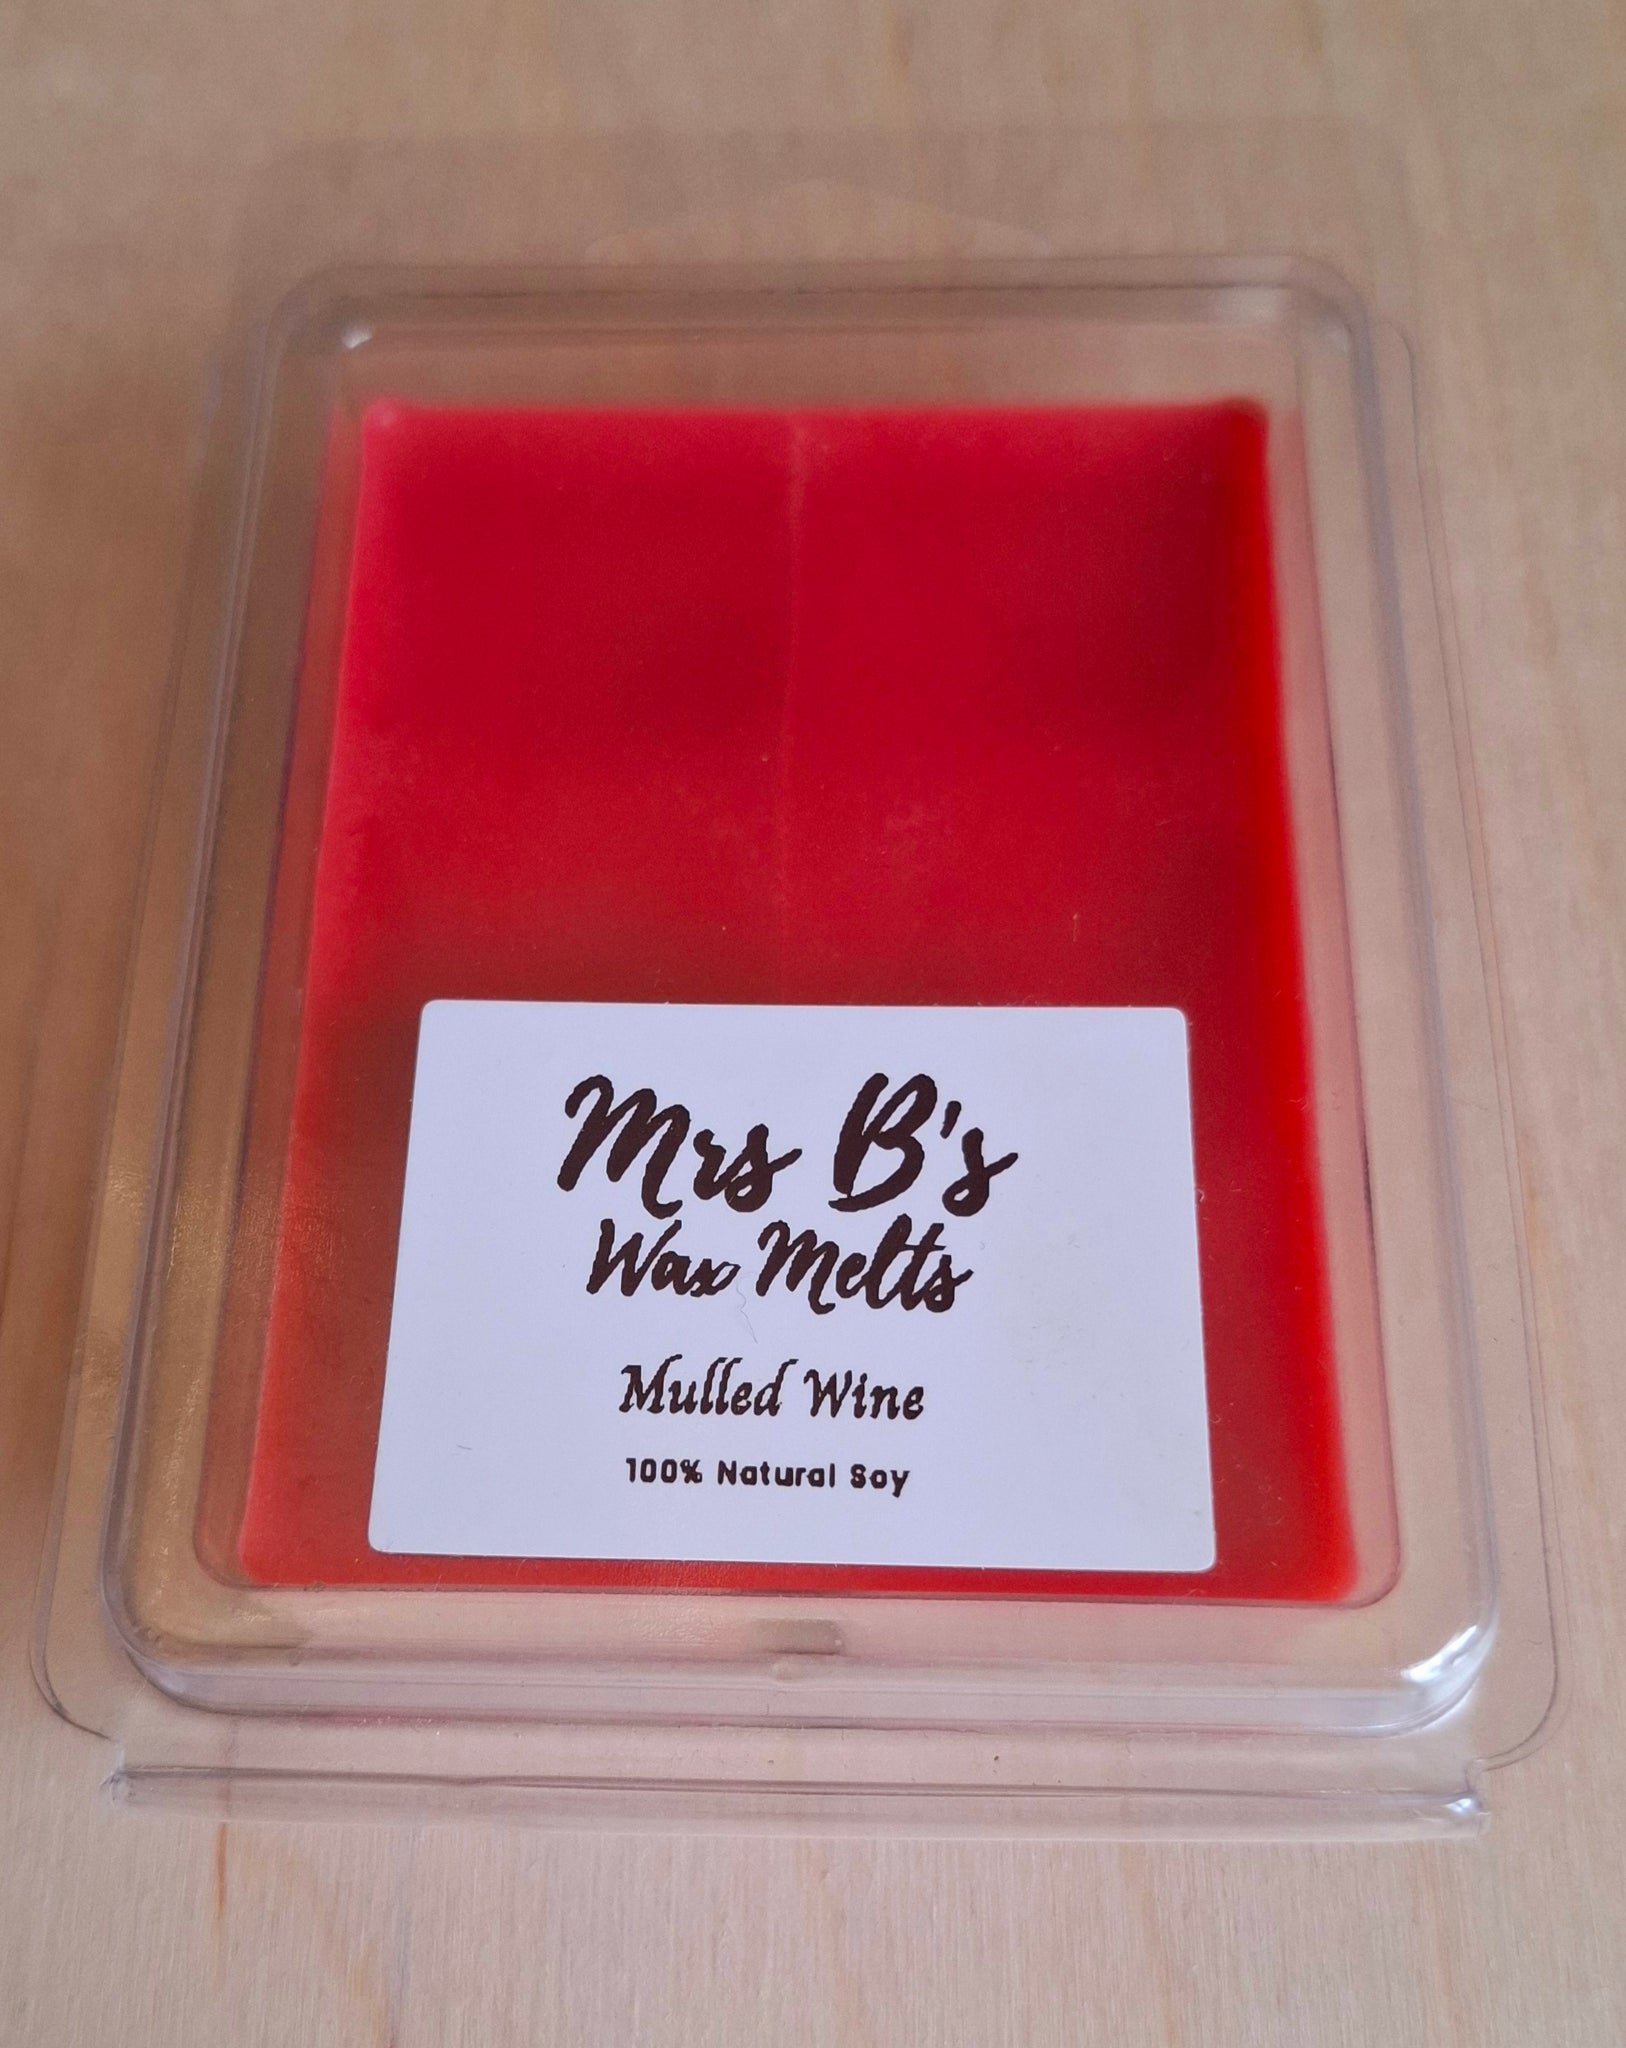 Mrs B's
Wax Melts
Mulled Wine
100% Natural Soy